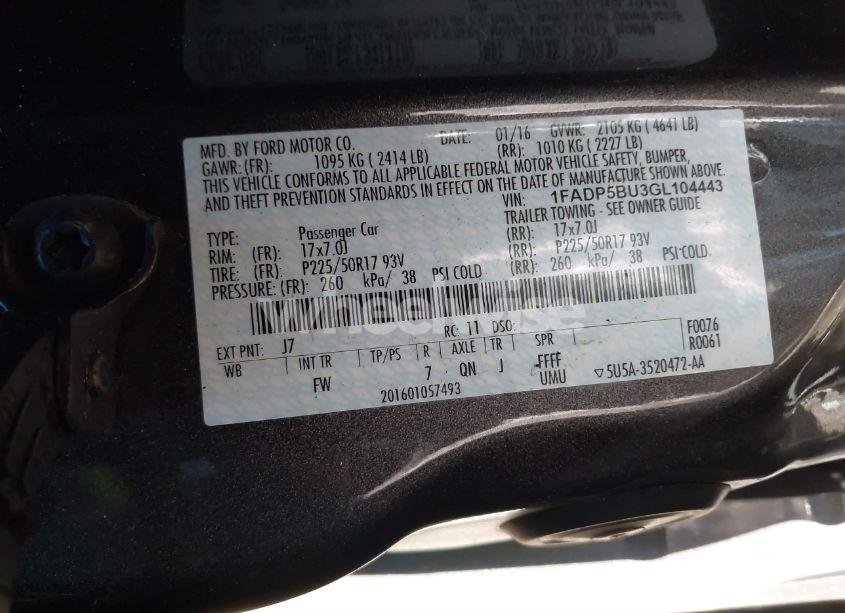 MFD. BY FORD MOTOR CO. DATE: 01/16 GVWR: 2105 KG ( 4641 LB)
GAWR: (FR): 1095 KG ( 2414 LB) (RR): 1010 KG ( 2227 LB)
THIS VEHICLE CONFORMS TO ALL APPLICABLE FEDERAL MOTOR VEHICLE SAFETY, BUMPER,
AND THEFT PREVENTION STANDARDS IN EFFECT ON THE DATE OF MANUFACTURE SHOWN ABOVE.
VIN: 1FADP5BU3GL104443
TYPE: Passenger Car TRAILER TOWING - SEE OWNER GUIDE
RIM: (FR): 17x7.0J (RR): 17x7.0J
TIRE: (FR): P225/50R17 93V (RR): P225/50R17 93V
PRESSURE: (FR): 260 kPa/ 38 PSI COLD (RR): 260 kPa/ 38 PSI COLD
Wheelwise
EXT PNT: J7 RC: 11 DSO: F0076
WB INT TR TP/PS R AXLE TR SPR R0061
FW 7 QN J FFFF
201601057493 UMU ▽5U5A-3520472-AA